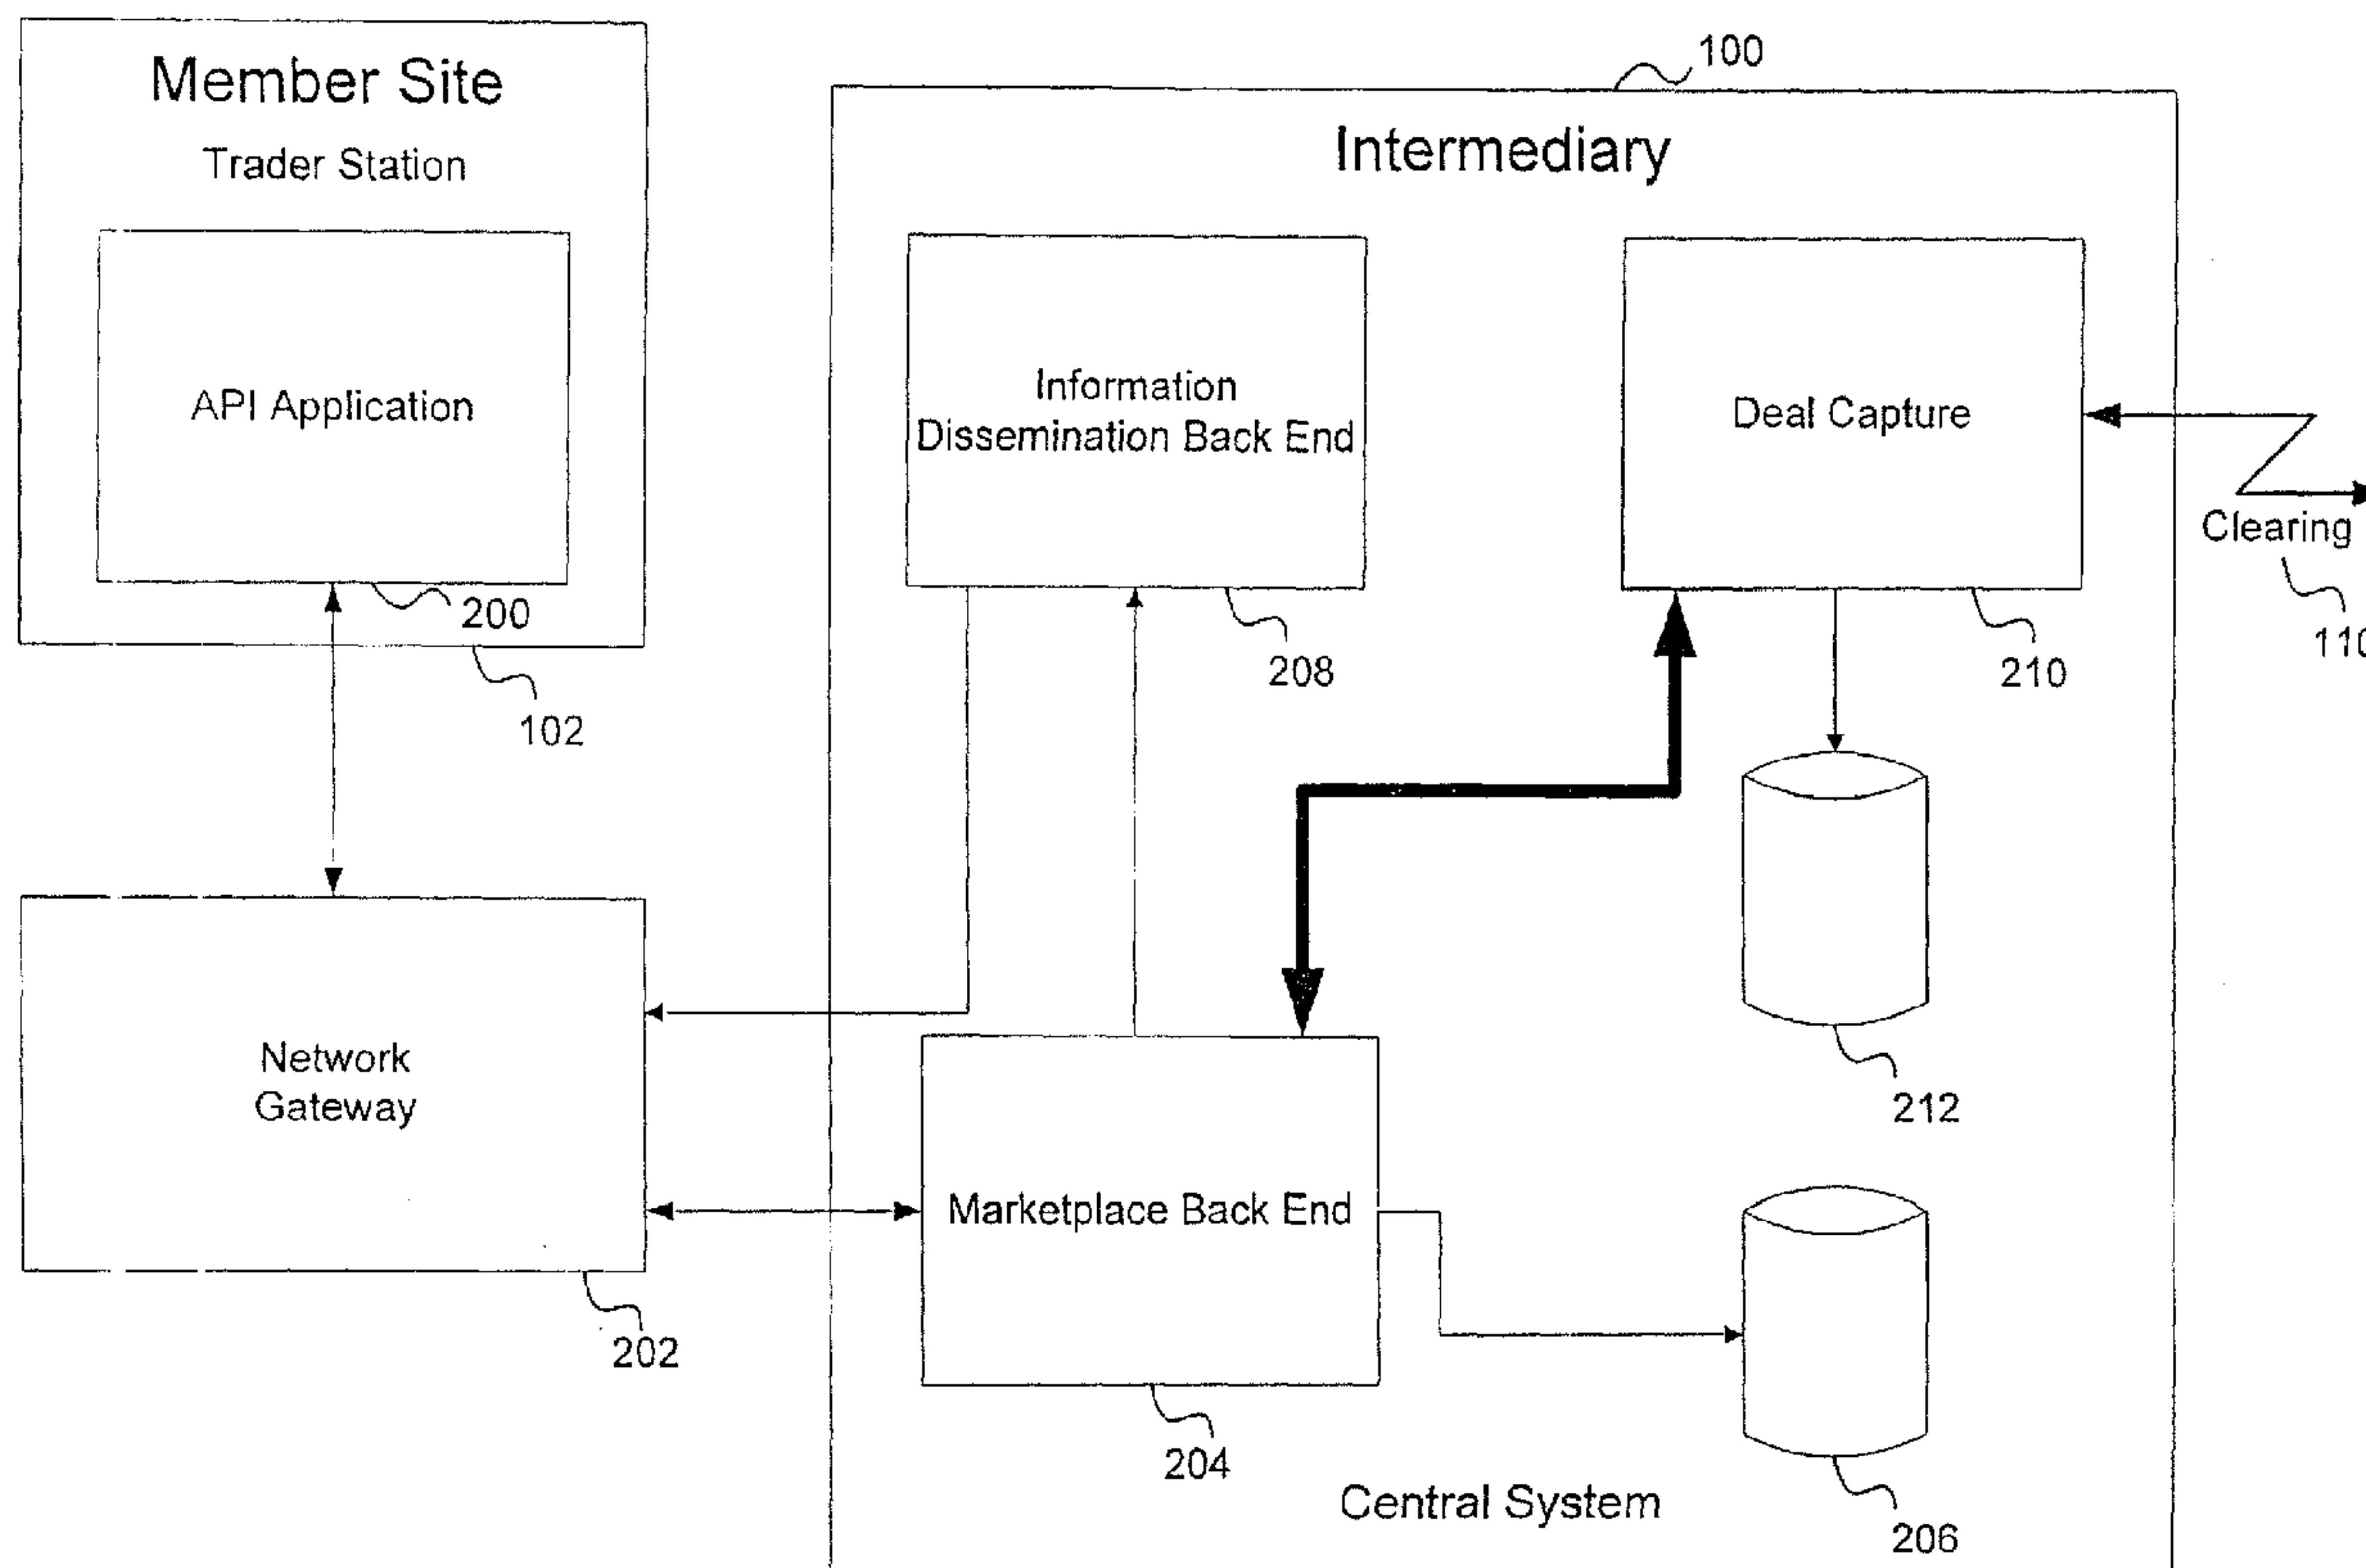 Member Site
Trader Station
API Application
200
102
Network
Gateway
202
100
Intermediary
Information
Dissemination Back End
208
Deal Capture
210
Clearing
110
212
Marketplace Back End
204
206
Central System